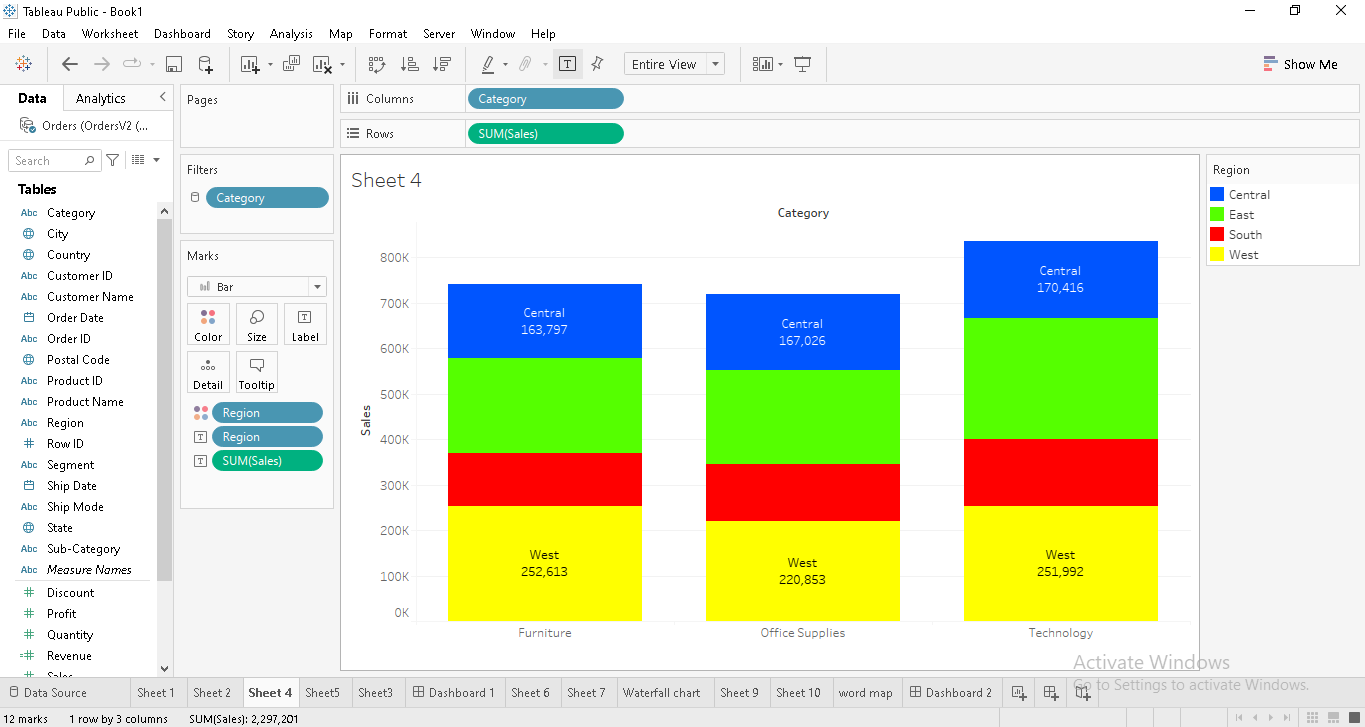 Tableau Public - Book1
File Data Worksheet Dashboard Story Analysis Map Format Server Window Help
Entire View
Show Me
Data Analytics
Orders (OrdersV2 (...
Search
Tables
Abc Category
City
Country
Abc Customer ID
Abc Customer Name
Order Date
Abc Order ID
Postal Code
Abc Product ID
Abc Product Name
Abc Region
# Row ID
Abc Segment
Ship Date
Abc Ship Mode
State
Abc Sub-Category
Abc Measure Names
# Discount
# Profit
# Quantity
=# Revenue
# Sales
Pages
Filters
Category
Marks
Bar
Color Size Label
Detail Tooltip
Region
Region
SUM(Sales)
Columns Category
Rows SUM(Sales)
Sheet 4
Category
Sales
800K
700K
600K
500K
400K
300K
200K
100K
0K
Central
163,797
West
252,613
Central
167,026
West
220,853
Central
170,416
West
251,992
Furniture Office Supplies Technology
Region
Central
East
South
West
Activate Windows
Go to Settings to activate Windows.
Data Source Sheet 1 Sheet 2 Sheet 4 Sheet5 Sheet3 Dashboard 1 Sheet 6 Sheet 7 Waterfall chart Sheet 9 Sheet 10 word map Dashboard 2
12 marks 1 row by 3 columns SUM(Sales): 2,297,201